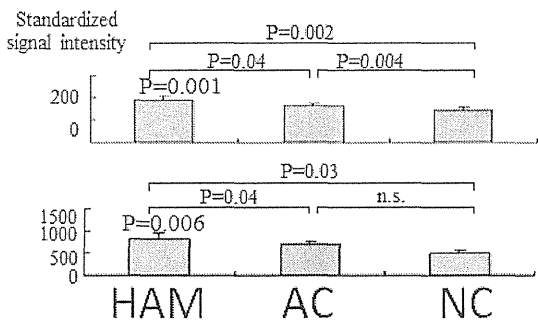 Standardized
signal intensity
P=0.002
P=0.04 P=0.004
P=0.001
200
0
P=0.03
P=0.04 n.s.
P=0.006
1500
1000
500
0
HAM AC NC